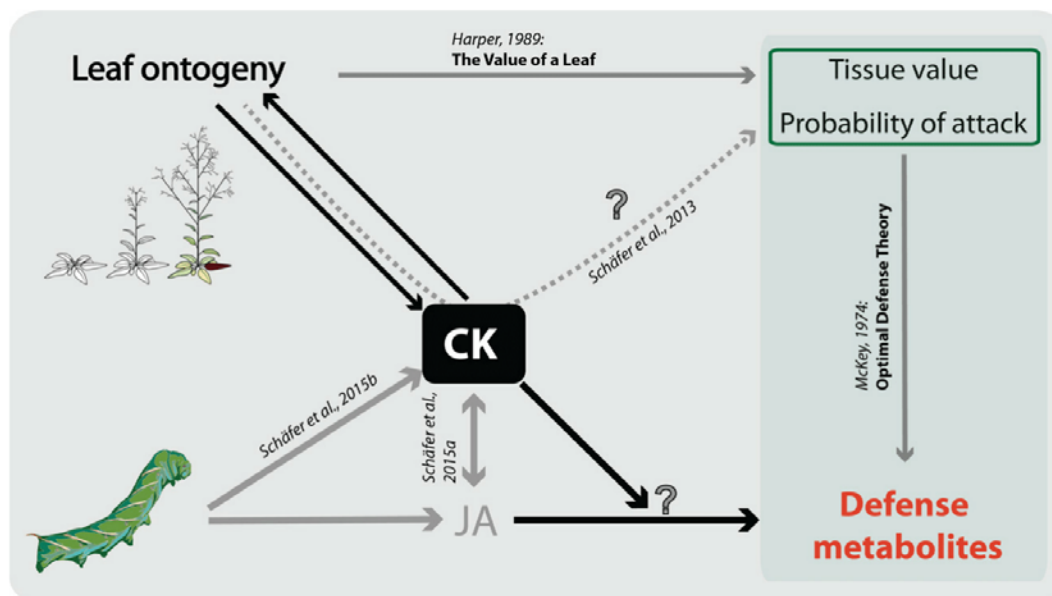 Harper, 1989:
The Value of a Leaf
Leaf ontogeny
Tissue value
Probability of attack
?
Schäfer et al., 2013
McKey, 1974:
Optimal Defense Theory
CK
Schäfer et al., 2015b
Schäfer et al.,
2015a
?
JA
Defense
metabolites